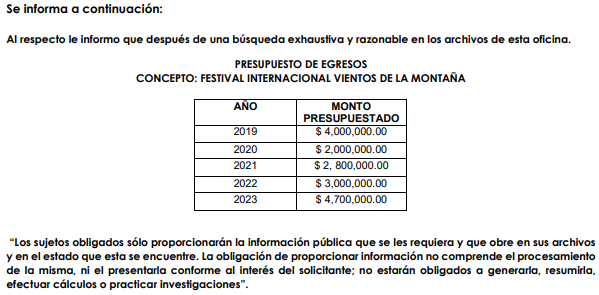 Se informa a continuación:
Al respecto le informo que después de una búsqueda exhaustiva y razonable en los archivos de esta oficina.
PRESUPUESTO DE EGRESOS
CONCEPTO: FESTIVAL INTERNACIONAL VIENTOS DE LA MONTAÑA
AÑO MONTO PRESUPUESTADO
2019 $ 4,000,000.00
2020 $ 2,000,000.00
2021 $ 2, 800,000.00
2022 $ 3,000,000.00
2023 $ 4,700,000.00
"Los sujetos obligados sólo proporcionarán la información pública que se les requiera y que obre en sus archivos
y en el estado que esta se encuentre. La obligación de proporcionar información no comprende el procesamiento
de la misma, ni el presentarla conforme al interés del solicitante; no estarán obligados a generarla, resumirla,
efectuar cálculos o practicar investigaciones".